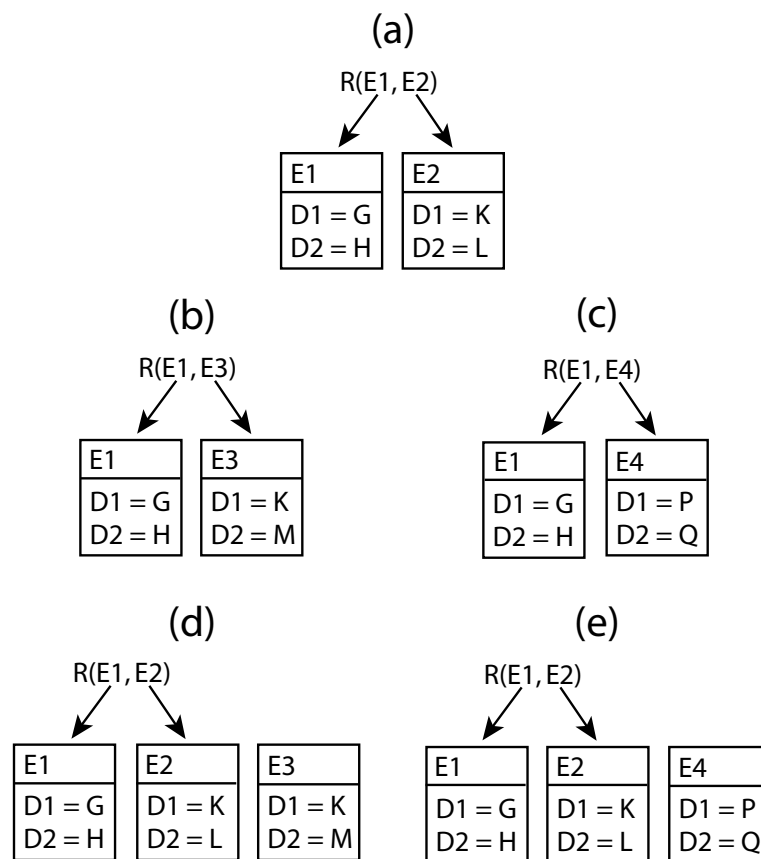 (a)
R(E1, E2)
E1
D1 = G
D2 = H
E2
D1 = K
D2 = L
(b)
R(E1, E3)
E1
D1 = G
D2 = H
E3
D1 = K
D2 = M
(c)
R(E1, E4)
E1
D1 = G
D2 = H
E4
D1 = P
D2 = Q
(d)
R(E1, E2)
E1
D1 = G
D2 = H
E2
D1 = K
D2 = L
E3
D1 = K
D2 = M
(e)
R(E1, E2)
E1
D1 = G
D2 = H
E2
D1 = K
D2 = L
E4
D1 = P
D2 = Q